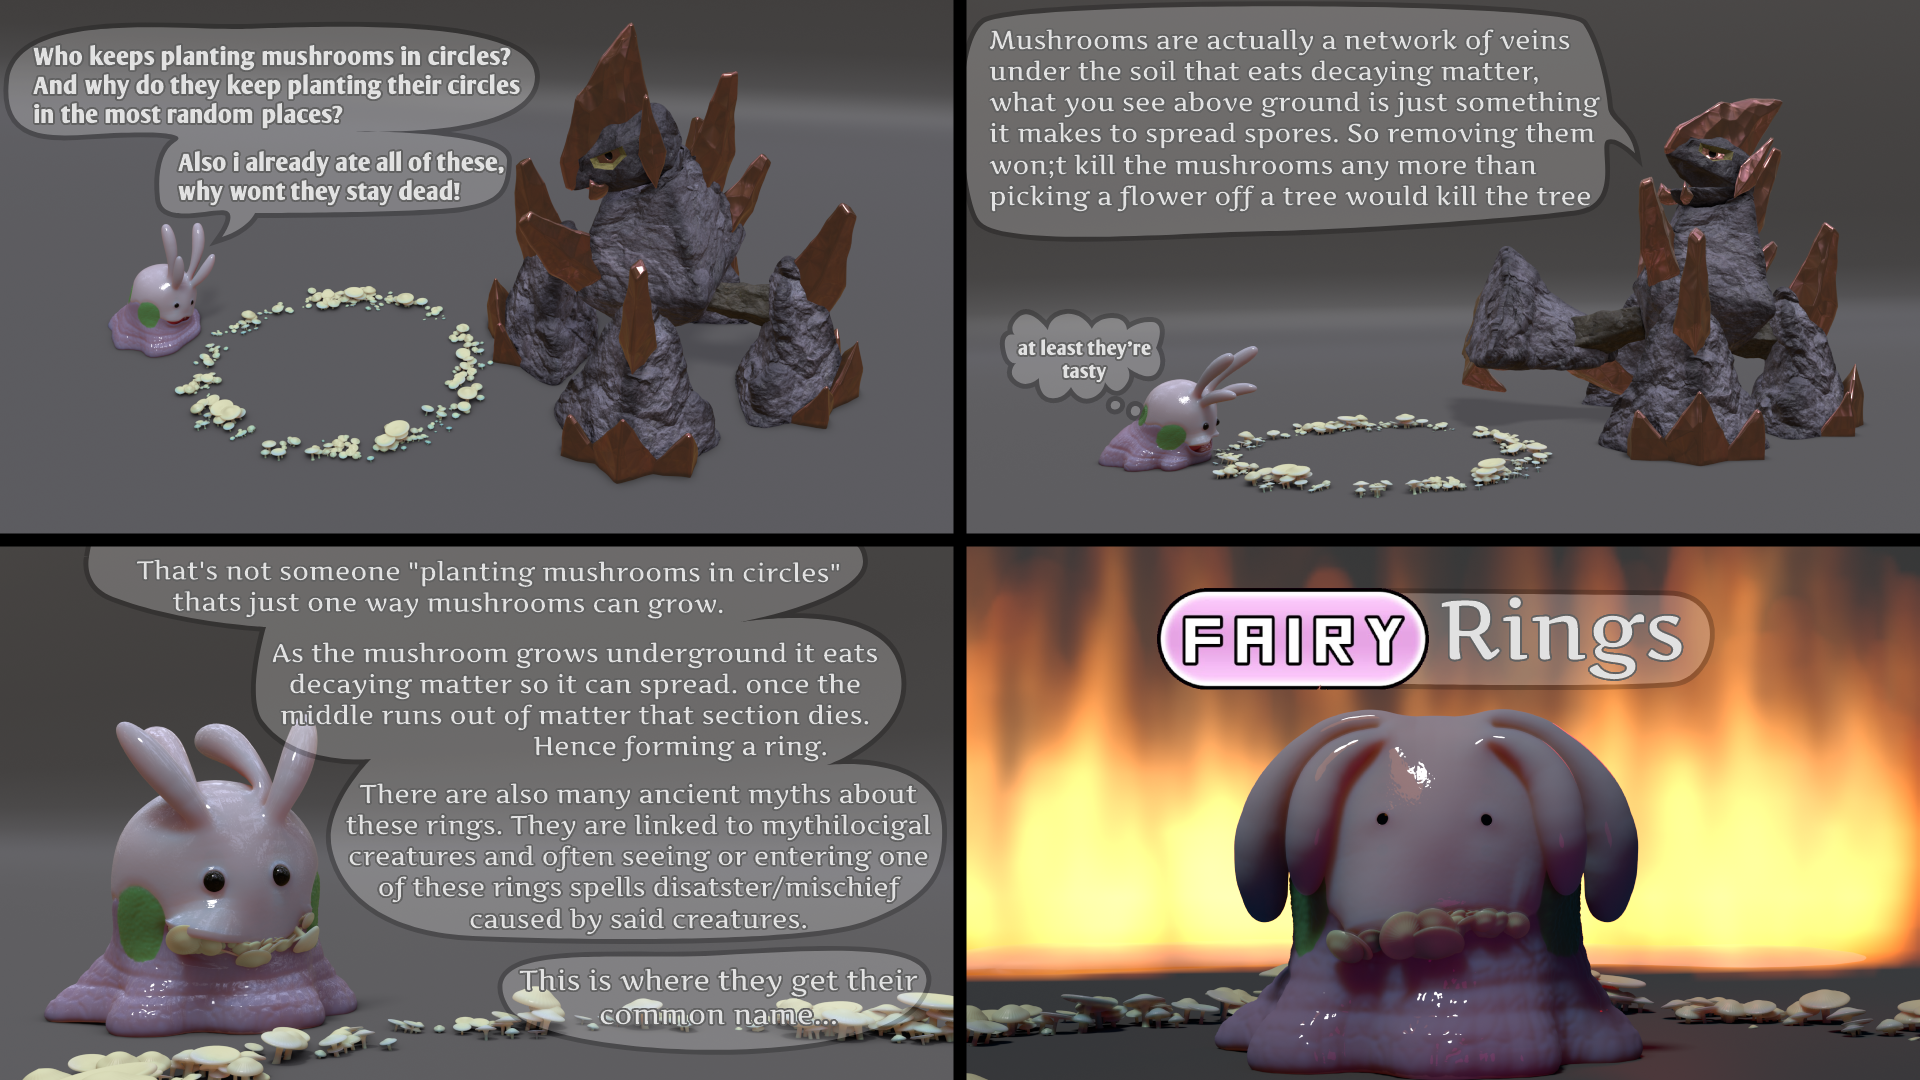 Who keeps planting mushrooms in circles?
And why do they keep planting their circles
in the most random places?
Also i already ate all of these,
why wont they stay dead!
Mushrooms are actually a network of veins
under the soil that eats decaying matter,
what you see above ground is just something
it makes to spread spores. So removing them
won;t kill the mushrooms any more than
picking a flower off a tree would kill the tree
at least they're
tasty
That's not someone "planting mushrooms in circles"
thats just one way mushrooms can grow.
As the mushroom grows underground it eats
decaying matter so it can spread. once the
middle runs out of matter that section dies.
Hence forming a ring.
There are also many ancient myths about
these rings. They are linked to mythilocigal
creatures and often seeing or entering one
of these rings spells disatster/mischief
caused by said creatures.
This is where they get their
common name...
FAIRY Rings